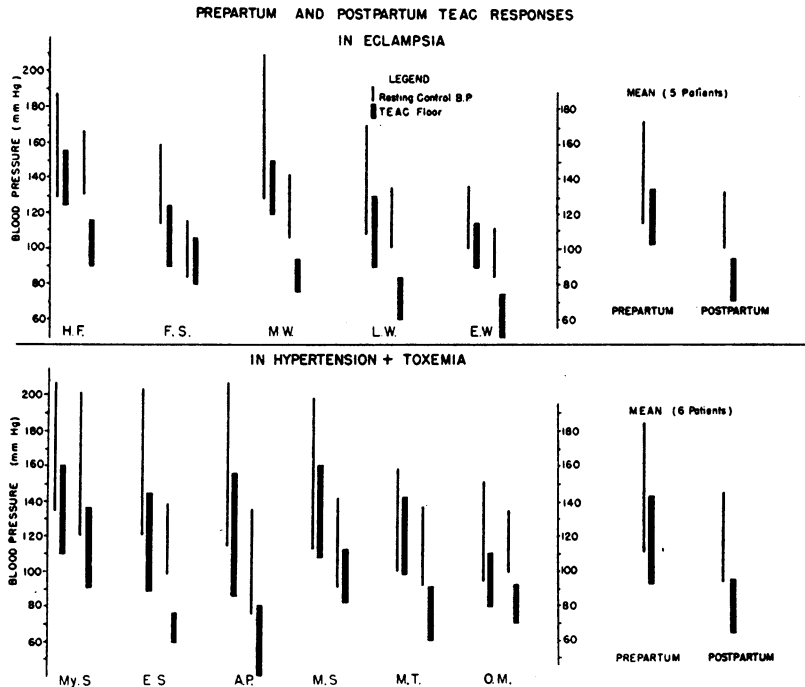 PREPARTUM AND POSTPARTUM TEAC RESPONSES
IN ECLAMPSIA
BLOOD PRESSURE (mm Hg)
200
180
160
140
120
100
80
60
LEGEND
Resting Control B.P
TEAC Floor
H.F.
F.S.
M.W.
L.W.
E.W
MEAN (5 Patients)
180
160
140
120
100
80
60
PREPARTUM
POSTPARTUM
IN HYPERTENSION + TOXEMIA
BLOOD PRESSURE (mm Hg)
200
180
160
140
120
100
80
60
My.S
E S
A.P.
M.S
M.T.
O.M.
MEAN (6 Patients)
180
160
140
120
100
80
60
PREPARTUM
POSTPARTUM